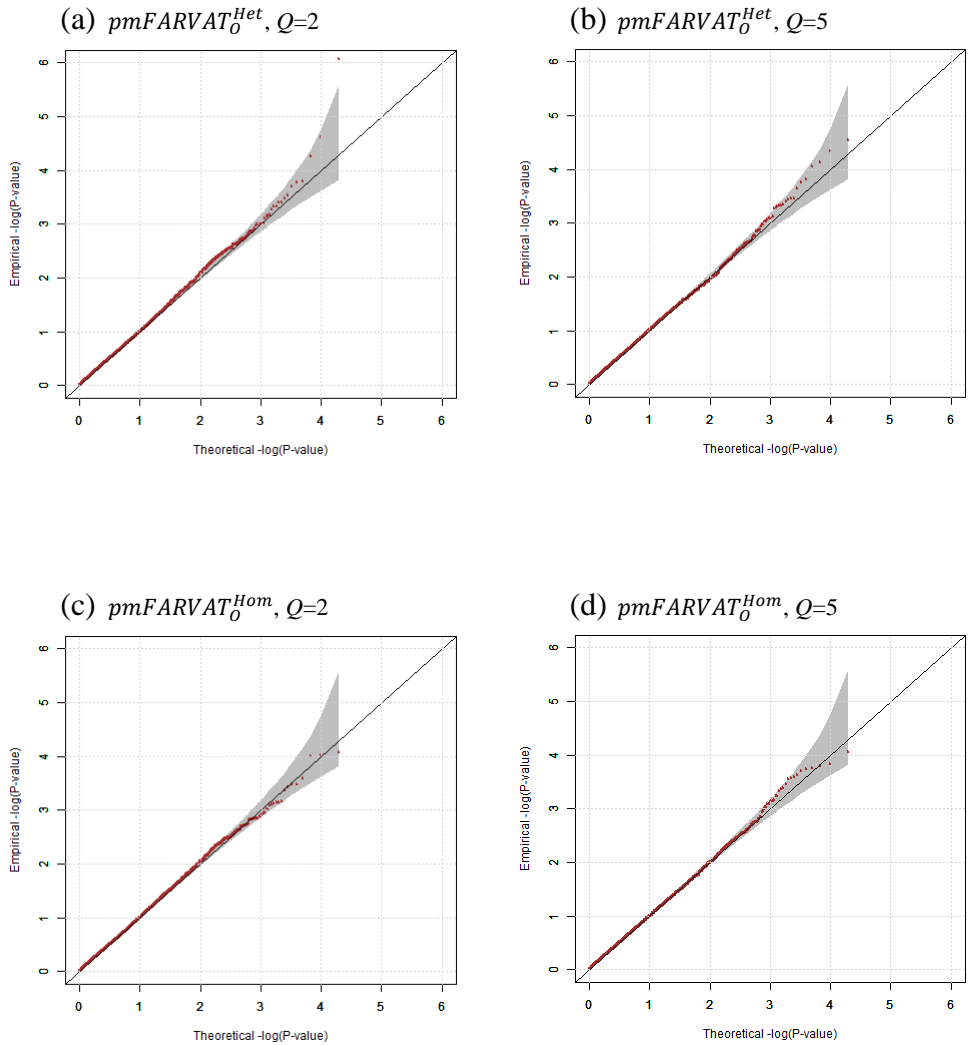 (a) pmFARVAT_O^Het, Q=2
6
5
4
3
2
1
0
Empirical -log(P-value)
0 1 2 3 4 5 6
Theoretical -log(P-value)
(b) pmFARVAT_O^Het, Q=5
6
5
4
3
2
1
0
Empirical -log(P-value)
0 1 2 3 4 5 6
Theoretical -log(P-value)
(c) pmFARVAT_O^Hom, Q=2
6
5
4
3
2
1
0
Empirical -log(P-value)
0 1 2 3 4 5 6
Theoretical -log(P-value)
(d) pmFARVAT_O^Hom, Q=5
6
5
4
3
2
1
0
Empirical -log(P-value)
0 1 2 3 4 5 6
Theoretical -log(P-value)